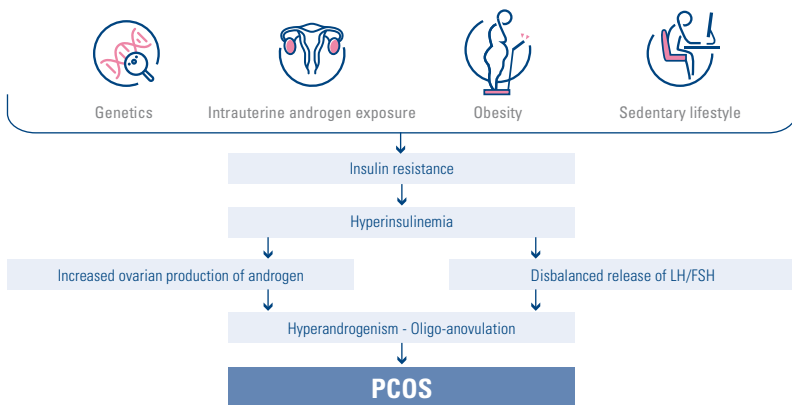 Genetics
Intrauterine androgen exposure
Obesity
Sedentary lifestyle
Insulin resistance
Hyperinsulinemia
Increased ovarian production of androgen
Disbalanced release of LH/FSH
Hyperandrogenism - Oligo-anovulation
PCOS